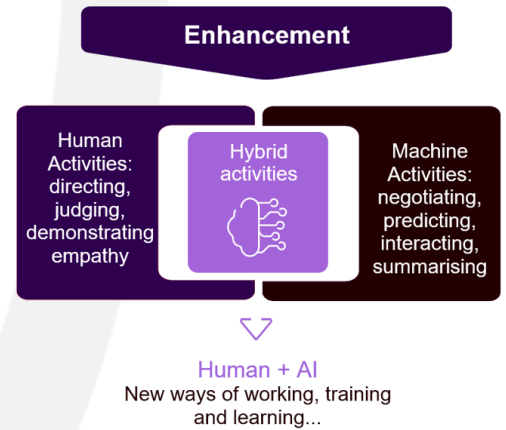 Enhancement
Human
Activities:
directing,
judging,
demonstrating
empathy
Hybrid
activities
Machine
Activities:
negotiating,
predicting,
interacting,
summarising
Human + AI
New ways of working, training
and learning...